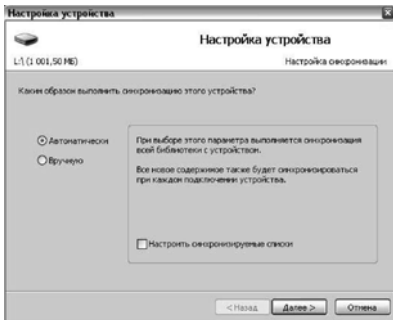 Настройка устройства
Настройка устройства
L:\ (1 001,50 МБ)
Настройка синхронизации
Каким образом выполнить синхронизацию этого устройства?
Автоматически
Вручную
При выборе этого параметра выполняется синхронизация
всей библиотеки с устройством.
Все новое содержимое также будет синхронизироваться
при каждом подключении устройства.
Настроить синхронизируемые списки
< Назад
Далее >
Отмена